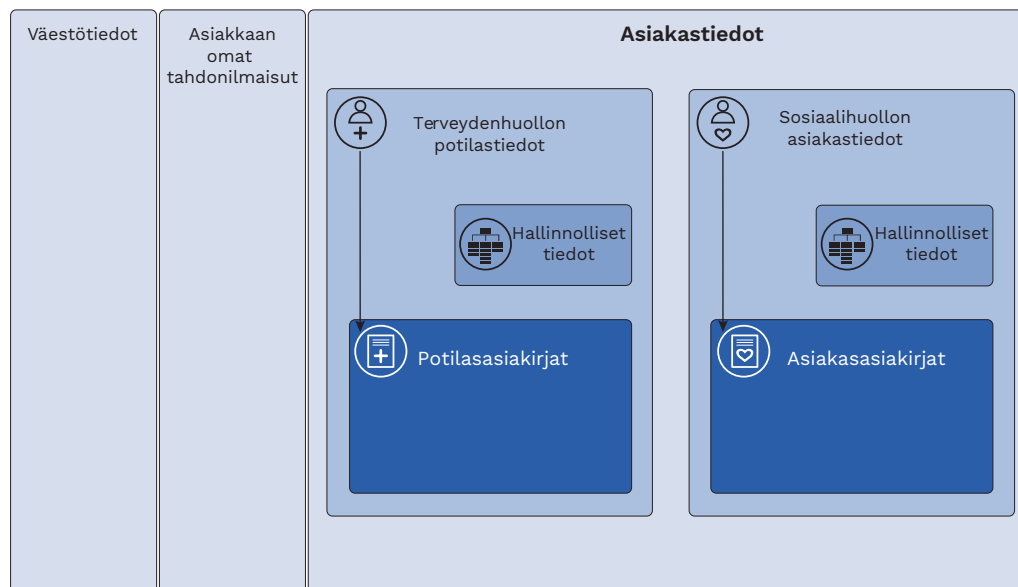 Väestötiedot
Asiakkaan
omat
tahdonilmaisut
Asiakastiedot
Terveydenhuollon
potilastiedot
Hallinnolliset
tiedot
Potilasasiakirjat
Sosiaalihuollon
asiakastiedot
Hallinnolliset
tiedot
Asiakasasiakirjat